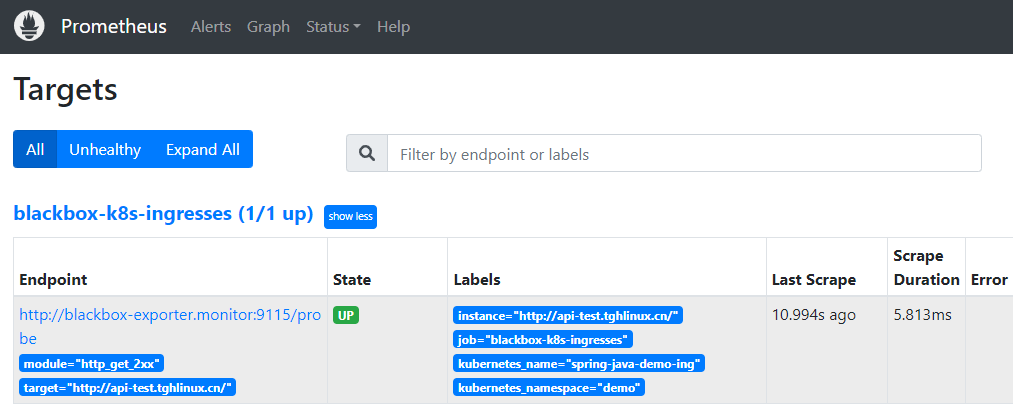 Prometheus Alerts Graph Status Help
Targets
All Unhealthy Expand All Filter by endpoint or labels
blackbox-k8s-ingresses (1/1 up) show less
Endpoint State Labels Last Scrape Scrape Duration Error
http://blackbox-exporter.monitor:9115/pro
be
module="http_get_2xx"
target="http://api-test.tghlinux.cn/"
UP
instance="http://api-test.tghlinux.cn/"
job="blackbox-k8s-ingresses"
kubernetes_name="spring-java-demo-ing"
kubernetes_namespace="demo"
10.994s ago
5.813ms